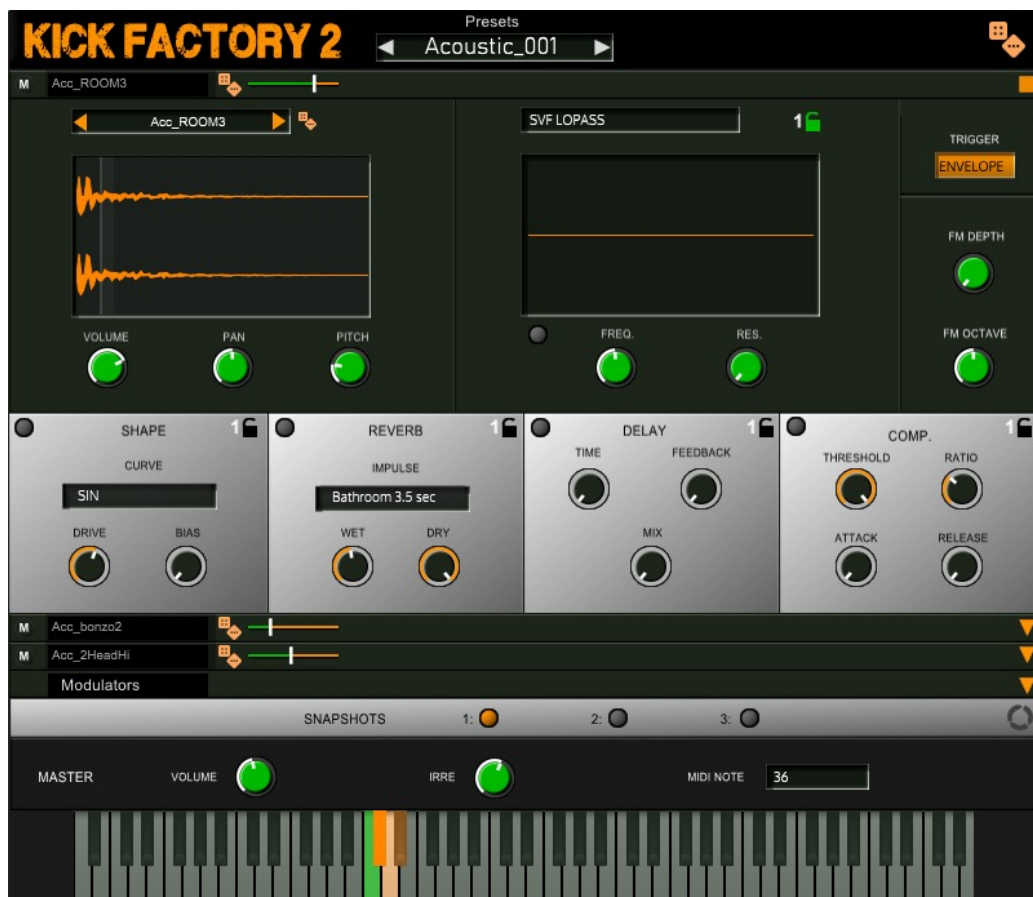 KICK FACTORY 2
Presets
Acoustic_001
M Acc_ROOM3
Acc_ROOM3
SVF LOPASS
1
TRIGGER
ENVELOPE
FM DEPTH
VOLUME PAN PITCH
FREQ. RES.
FM OCTAVE
SHAPE 1
CURVE
SIN
DRIVE BIAS
REVERB 1
IMPULSE
Bathroom 3.5 sec
WET DRY
DELAY 1
TIME FEEDBACK
MIX
COMP. 1
THRESHOLD RATIO
ATTACK RELEASE
M Acc_bonzo2
M Acc_2HeadHi
Modulators
SNAPSHOTS 1: 2: 3:
MASTER VOLUME IRRE MIDI NOTE 36